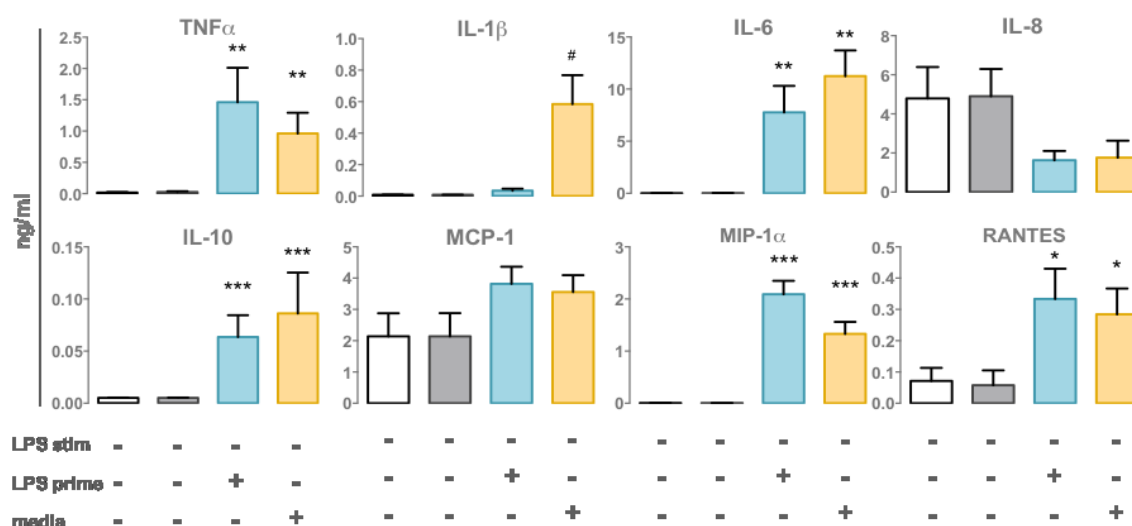 TNFα IL-1β IL-6 IL-8
2.5 1.0 15 8
** ** # ** **
2.0 0.8 6
1.5 0.6 10 4
1.0 0.4 5 2
0.5 0.2
0.0 0.0 0 0
ng/ml
IL-10 MCP-1 MIP-1α RANTES
0.15 5 3 0.5
*** *** *** *** * *
0.10 4 2 0.4
3 0.3
0.05 2 1 0.2
1 0.1
0.00 0 0 0.0
LPS stim - - - - - - - - - - - - - - - -
LPS prime - - + - - - + - - - + - - - + -
media - - - + - - - + - - - + - - - +